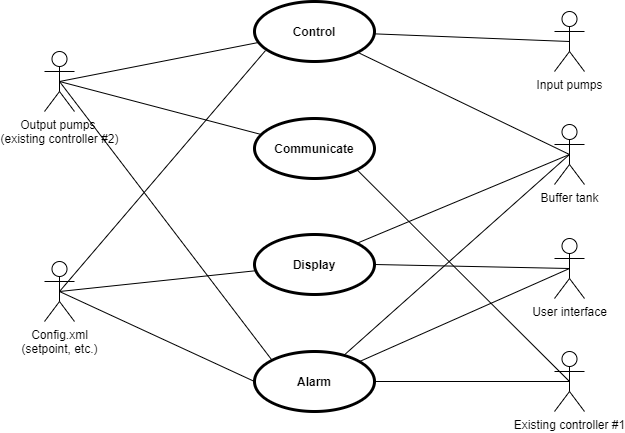 Control
Input pumps
Output pumps
(existing controller #2)
Communicate
Buffer tank
Display
User interface
Config.xml
(setpoint, etc.)
Alarm
Existing controller #1